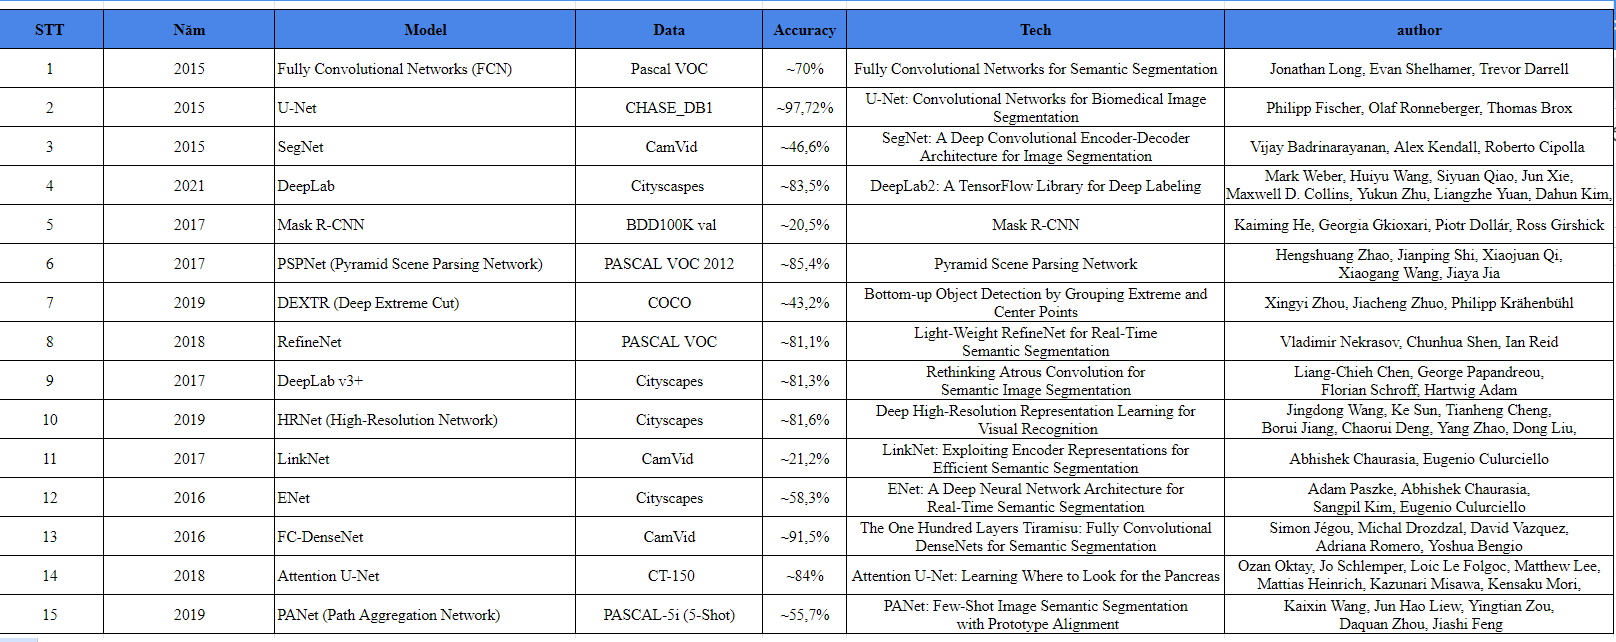 STT Năm Model Data Accuracy Tech author
1 2015 Fully Convolutional Networks (FCN) Pascal VOC ~70% Fully Convolutional Networks for Semantic Segmentation Jonathan Long, Evan Shelhamer, Trevor Darrell
2 2015 U-Net CHASE_DB1 ~97,72% U-Net: Convolutional Networks for Biomedical Image
Segmentation Philipp Fischer, Olaf Ronneberger, Thomas Brox
3 2015 SegNet CamVid ~46,6% SegNet: A Deep Convolutional Encoder-Decoder
Architecture for Image Segmentation Vijay Badrinarayanan, Alex Kendall, Roberto Cipolla
4 2021 DeepLab Cityscaspes ~83,5% DeepLab2: A TensorFlow Library for Deep Labeling Mark Weber, Huiyu Wang, Siyuan Qiao, Jun Xie,
Maxwell D. Collins, Yukun Zhu, Liangzhe Yuan, Dahun Kim,
5 2017 Mask R-CNN BDD100K val ~20,5% Mask R-CNN Kaiming He, Georgia Gkioxari, Piotr Dollár, Ross Girshick
6 2017 PSPNet (Pyramid Scene Parsing Network) PASCAL VOC 2012 ~85,4% Pyramid Scene Parsing Network Hengshuang Zhao, Jianping Shi, Xiaojuan Qi,
Xiaogang Wang, Jiaya Jia
7 2019 DEXTR (Deep Extreme Cut) COCO ~43,2% Bottom-up Object Detection by Grouping Extreme and
Center Points Xingyi Zhou, Jiacheng Zhuo, Philipp Krähenbühl
8 2018 RefineNet PASCAL VOC ~81,1% Light-Weight RefineNet for Real-Time
Semantic Segmentation Vladimir Nekrasov, Chunhua Shen, Ian Reid
9 2017 DeepLab v3+ Cityscapes ~81,3% Rethinking Atrous Convolution for
Semantic Image Segmentation Liang-Chieh Chen, George Papandreou,
Florian Schroff, Hartwig Adam
10 2019 HRNet (High-Resolution Network) Cityscapes ~81,6% Deep High-Resolution Representation Learning for
Visual Recognition Jingdong Wang, Ke Sun, Tianheng Cheng,
Borui Jiang, Chaorui Deng, Yang Zhao, Dong Liu,
11 2017 LinkNet CamVid ~21,2% LinkNet: Exploiting Encoder Representations for
Efficient Semantic Segmentation Abhishek Chaurasia, Eugenio Culurciello
12 2016 ENet Cityscapes ~58,3% ENet: A Deep Neural Network Architecture for
Real-Time Semantic Segmentation Adam Paszke, Abhishek Chaurasia,
Sangpil Kim, Eugenio Culurciello
13 2016 FC-DenseNet CamVid ~91,5% The One Hundred Layers Tiramisu: Fully Convolutional
DenseNets for Semantic Segmentation Simon Jégou, Michal Drozdzal, David Vazquez,
Adriana Romero, Yoshua Bengio
14 2018 Attention U-Net CT-150 ~84% Attention U-Net: Learning Where to Look for the Pancreas Ozan Oktay, Jo Schlemper, Loic Le Folgoc, Matthew Lee,
Mattias Heinrich, Kazunari Misawa, Kensaku Mori,
15 2019 PANet (Path Aggregation Network) PASCAL-5i (5-Shot) ~55,7% PANet: Few-Shot Image Semantic Segmentation
with Prototype Alignment Kaixin Wang, Jun Hao Liew, Yingtian Zou,
Daquan Zhou, Jiashi Feng